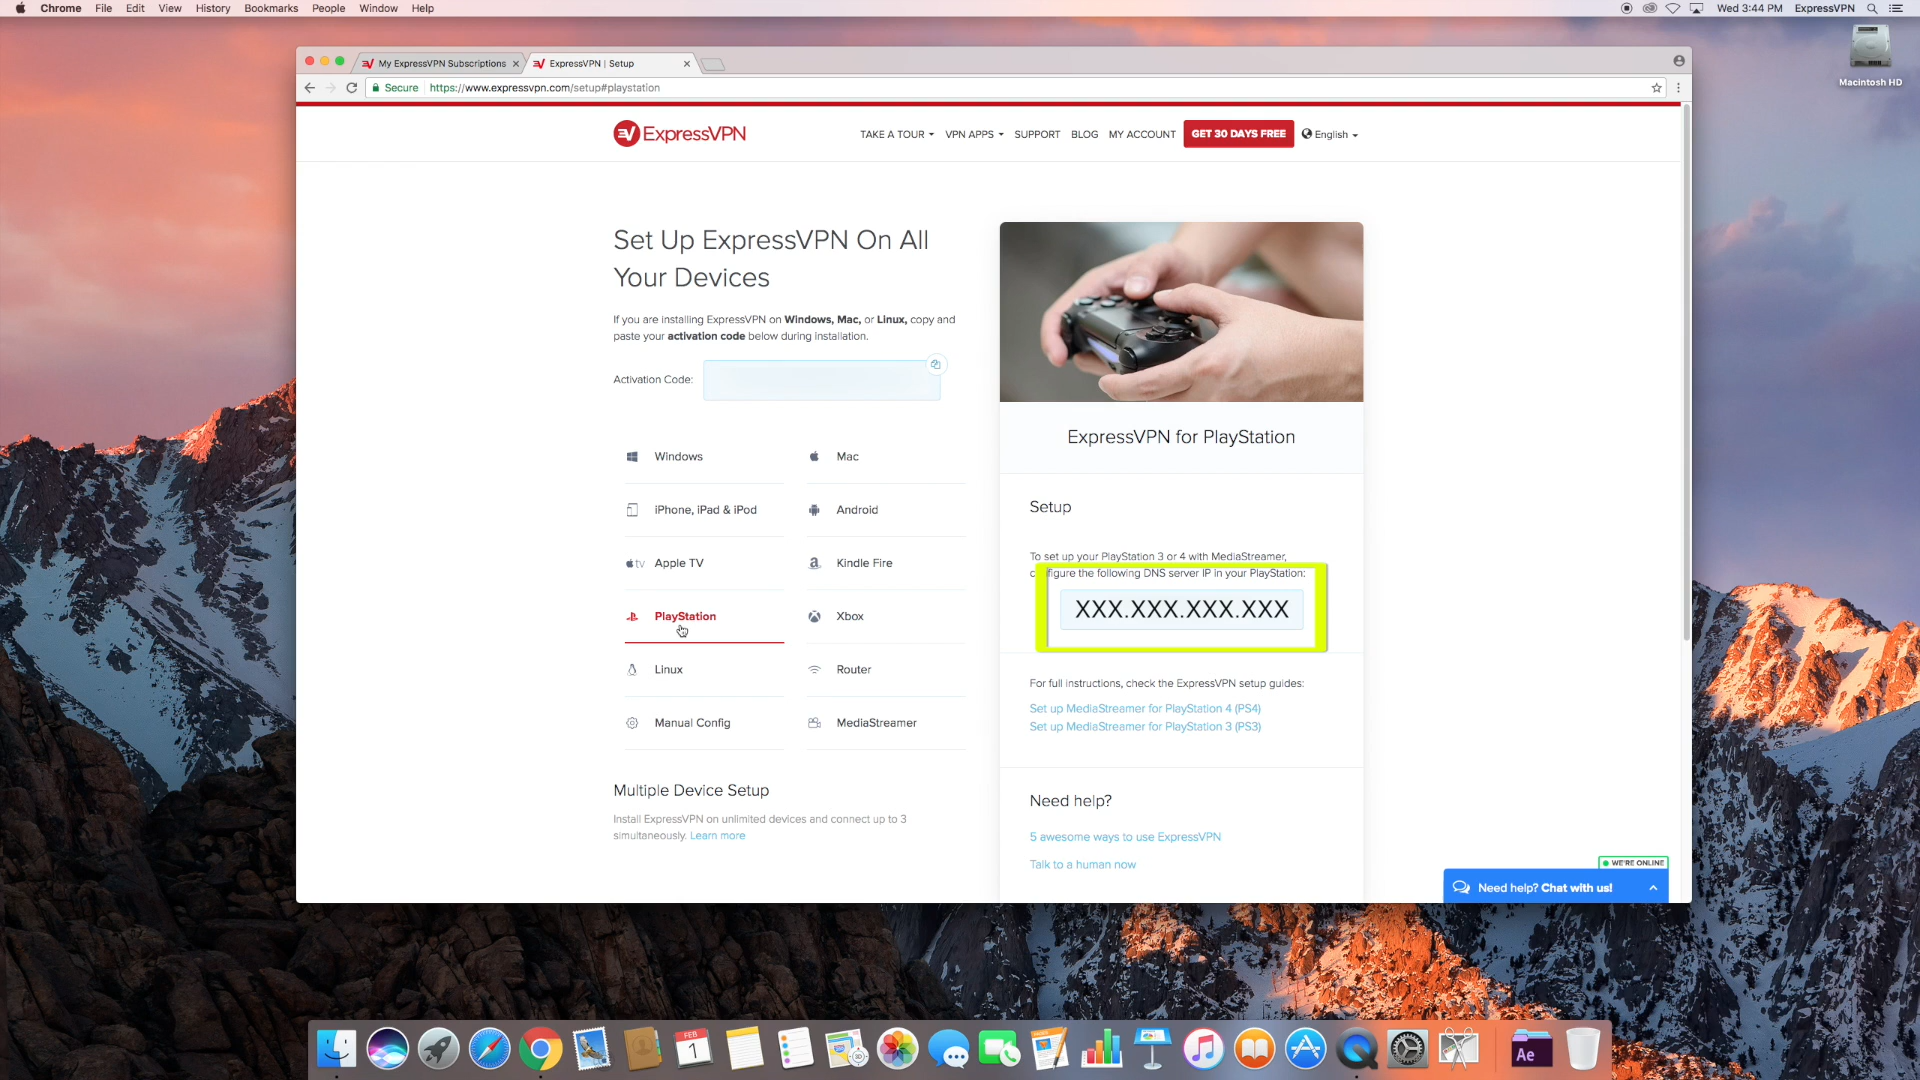 Chrome File Edit View History Bookmarks People Window Help
Wed 3:44 PM ExpressVPN
Macintosh HD
My ExpressVPN Subscriptions
ExpressVPN | Setup
Secure https://www.expressvpn.com/setup#playstation
ExpressVPN
TAKE A TOUR VPN APPS SUPPORT BLOG MY ACCOUNT GET 30 DAYS FREE English
Set Up ExpressVPN On All
Your Devices
If you are installing ExpressVPN on Windows, Mac, or Linux, copy and
paste your activation code below during installation.
Activation Code:
Windows
Mac
iPhone, iPad & iPod
Android
tv Apple TV
Kindle Fire
PlayStation
Xbox
Linux
Router
Manual Config
MediaStreamer
Multiple Device Setup
Install ExpressVPN on unlimited devices and connect up to 3
simultaneously. Learn more
ExpressVPN for PlayStation
Setup
To set up your PlayStation 3 or 4 with MediaStreamer,
the following DNS server IP in your PlayStation:
XXX.XXX.XXX.XXX
For full instructions, check the ExpressVPN setup guides:
Set up MediaStreamer for PlayStation 4 (PS4)
Set up MediaStreamer for PlayStation 3 (PS3)
Need help?
5 awesome ways to use ExpressVPN
Talk to a human now
WE'RE ONLINE
Need help? Chat with us!
FEB
1
3D
Ae